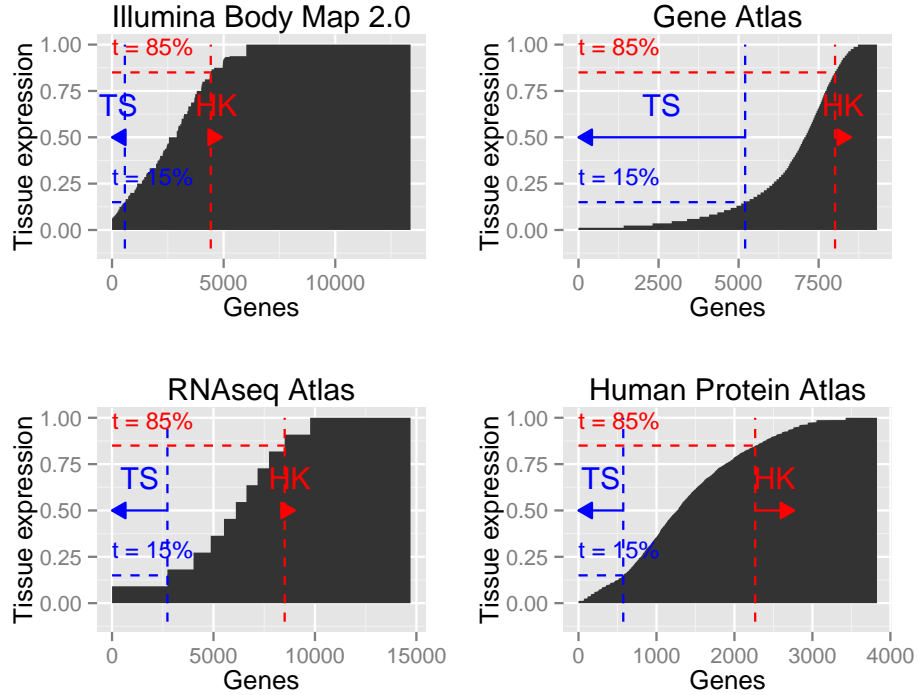 Illumina Body Map 2.0
Tissue expression
1.00
0.75
0.50
0.25
0.00
t = 85%
TS
HK
t = 15%
0
5000
10000
Genes
Gene Atlas
Tissue expression
1.00
0.75
0.50
0.25
0.00
t = 85%
TS
HK
t = 15%
0
2500
5000
7500
Genes
RNAseq Atlas
Tissue expression
1.00
0.75
0.50
0.25
0.00
t = 85%
TS
HK
t = 15%
0
5000
10000
15000
Genes
Human Protein Atlas
Tissue expression
1.00
0.75
0.50
0.25
0.00
t = 85%
TS
HK
t = 15%
0
1000
2000
3000
4000
Genes